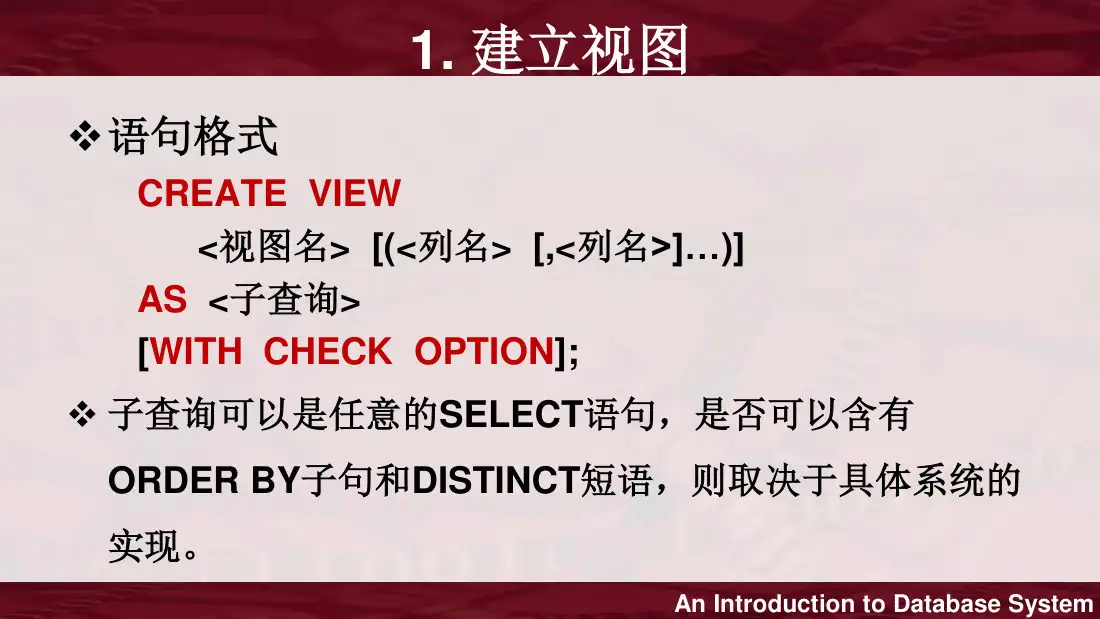 1. 建立视图
❖语句格式
CREATE VIEW
<视图名> [(<列名> [,<列名>]…)]
AS <子查询>
[WITH CHECK OPTION];
❖ 子查询可以是任意的SELECT语句，是否可以含有
ORDER BY子句和DISTINCT短语，则取决于具体系统的
实现。
An Introduction to Database System